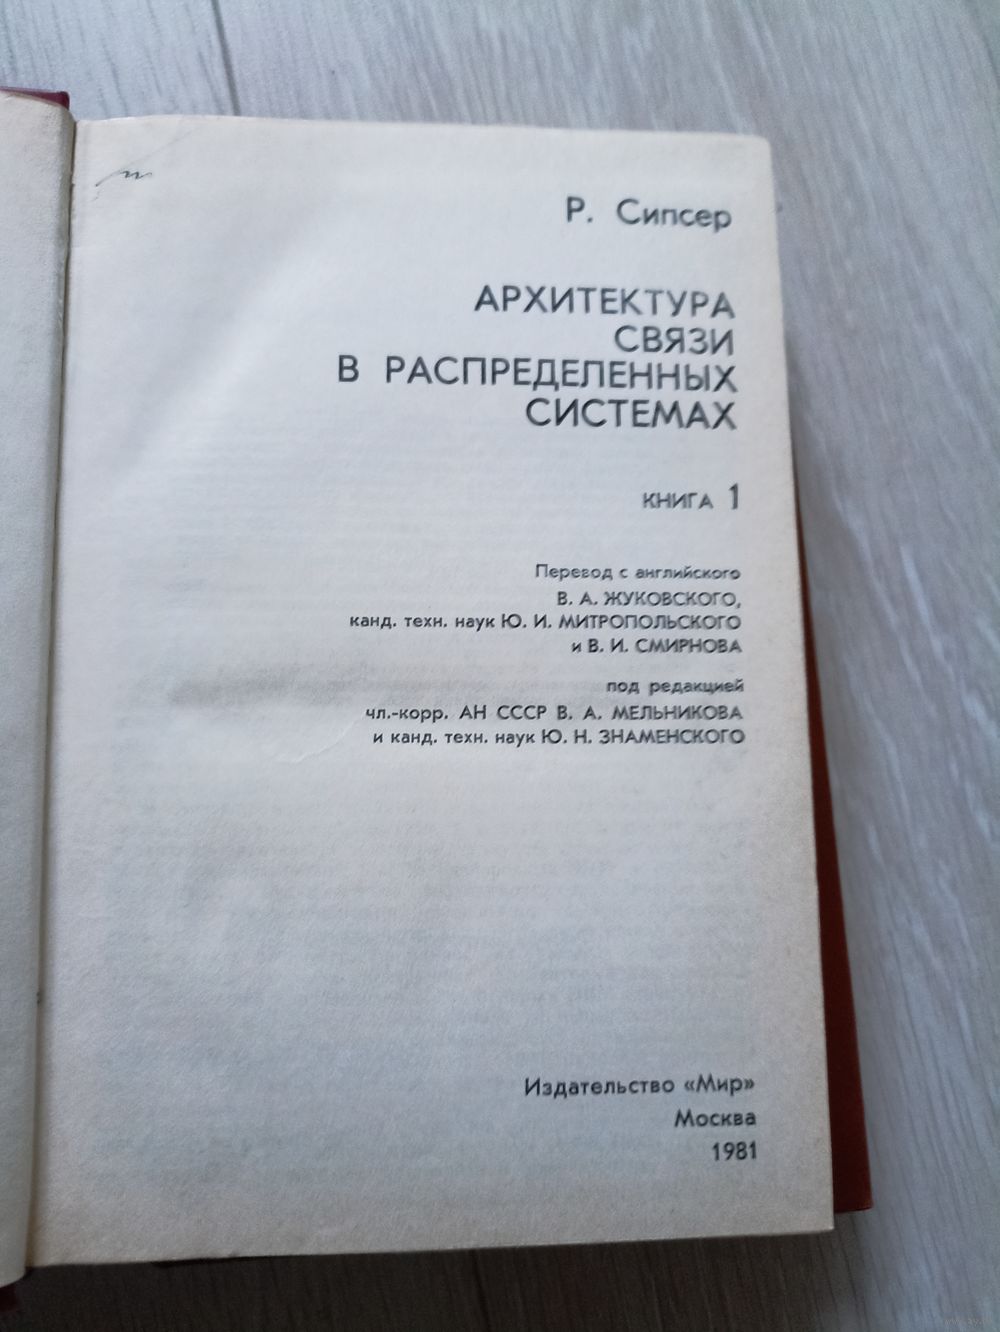 Р. Сипсер
АРХИТЕКТУРА
СВЯЗИ
В РАСПРЕДЕЛЕННЫХ
СИСТЕМАХ
КНИГА 1
Перевод с английского
В. А. ЖУКОВСКОГО,
канд. техн. наук Ю. И. МИТРОПОЛЬСКОГО
и В. И. СМИРНОВА
под редакцией
чл.-корр. АН СССР В. А. МЕЛЬНИКОВА
и канд. техн. наук Ю. Н. ЗНАМЕНСКОГО
Издательство «Мир»
Москва
1981